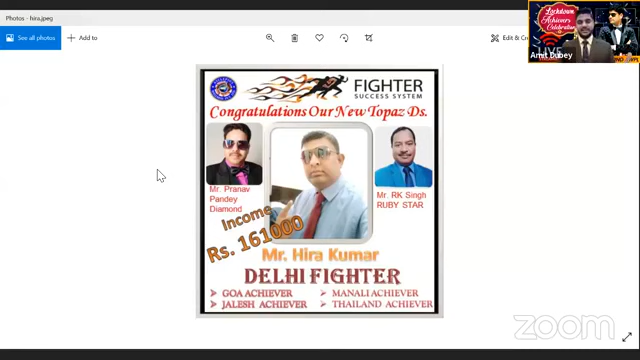 Photos - hira.jpeg
See all photos
Add to
Edit & Cre
Lockdown
Achievers
Celebration
LIVE
Amit Dubey
FIGHTER
SUCCESS SYSTEM
Congratulations Our New Topaz Ds.
Mr. Pranav
Pandey
Diamond
Mr. RK Singh
RUBY STAR
Income
Rs. 161000
Mr. Hira Kumar
DELHI FIGHTER
➤ GOA ACHIEVER
➤ MANALI ACHIEVER
➤ JALESH ACHIEVER
➤ THAILAND ACHIEVER
zoom